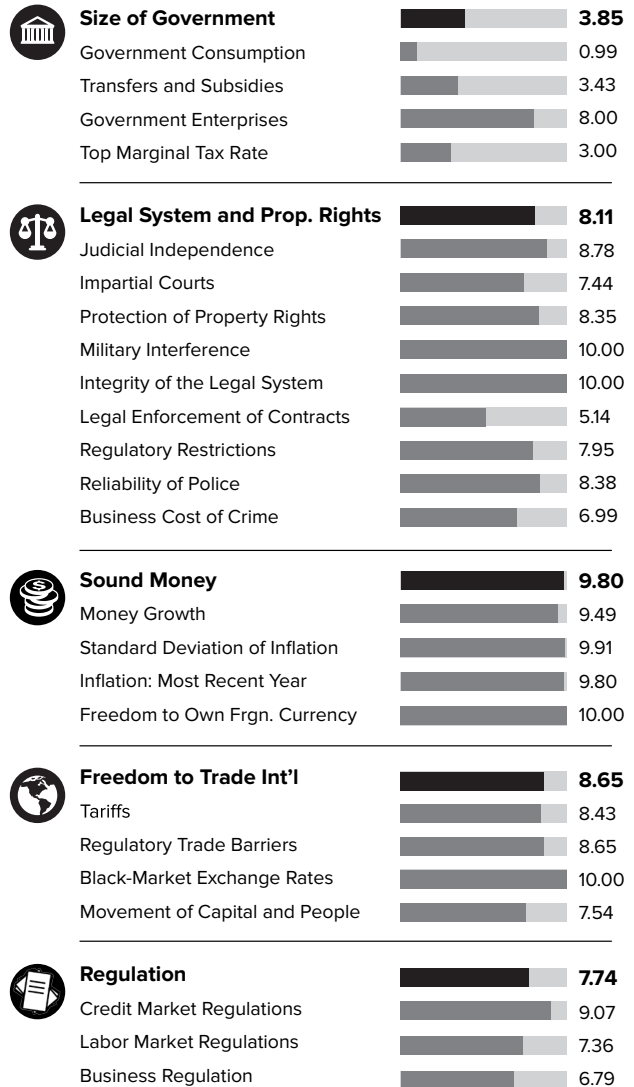 Size of Government 3.85
Government Consumption 0.99
Transfers and Subsidies 3.43
Government Enterprises 8.00
Top Marginal Tax Rate 3.00
Legal System and Prop. Rights 8.11
Judicial Independence 8.78
Impartial Courts 7.44
Protection of Property Rights 8.35
Military Interference 10.00
Integrity of the Legal System 10.00
Legal Enforcement of Contracts 5.14
Regulatory Restrictions 7.95
Reliability of Police 8.38
Business Cost of Crime 6.99
$
Sound Money 9.80
Money Growth 9.49
Standard Deviation of Inflation 9.91
Inflation: Most Recent Year 9.80
Freedom to Own Frgn. Currency 10.00
Freedom to Trade Int’l 8.65
Tariffs 8.43
Regulatory Trade Barriers 8.65
Black-Market Exchange Rates 10.00
Movement of Capital and People 7.54
Regulation 7.74
Credit Market Regulations 9.07
Labor Market Regulations 7.36
Business Regulation 6.79